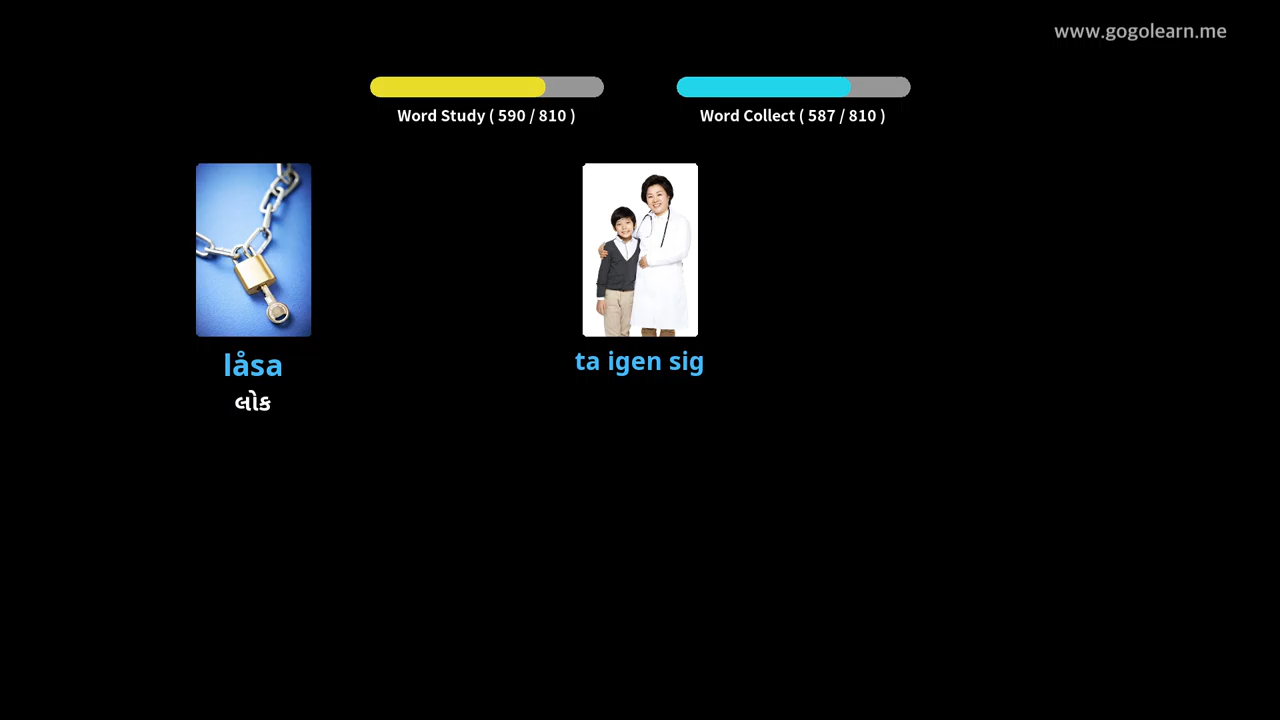 www.gogolearn.me
Word Study ( 590 / 810 )
Word Collect ( 587 / 810 )
låsa
લોક
ta igen sig